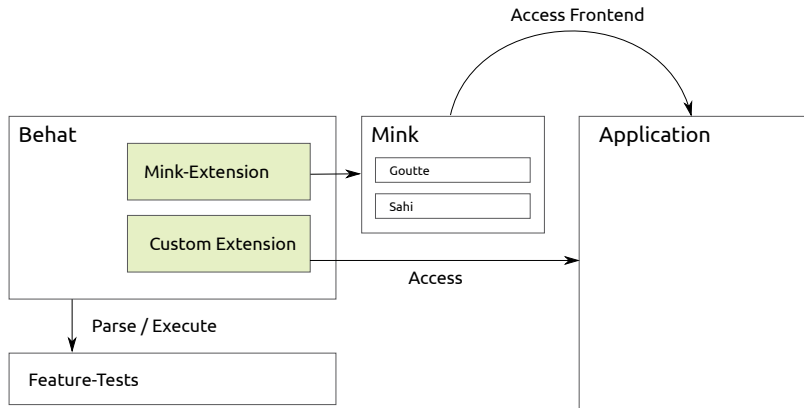 Access Frontend
Behat
Mink
Application
Mink-Extension
Goutte
Sahi
Custom Extension
Access
Parse / Execute
Feature-Tests